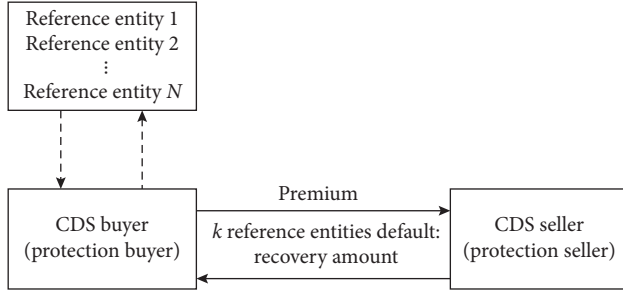 Reference entity 1
Reference entity 2
⋮
Reference entity N
CDS buyer
(protection buyer)
Premium
k reference entities default:
recovery amount
CDS seller
(protection seller)